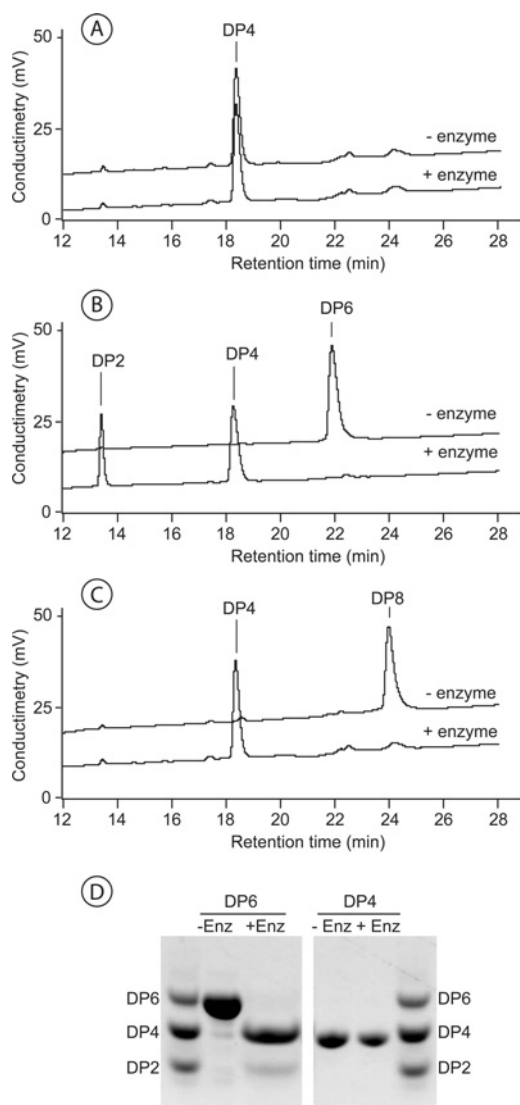 A
DP4
50
25
0
Conductimetry (mV)
- enzyme
+ enzyme
12 14 16 18 20 22 24 26 28
Retention time (min)
B
DP6
DP2
DP4
50
25
0
Conductimetry (mV)
- enzyme
+ enzyme
12 14 16 18 20 22 24 26 28
Retention time (min)
C
DP4
DP8
50
25
0
Conductimetry (mV)
- enzyme
+ enzyme
12 14 16 18 20 22 24 26 28
Retention time (min)
D
DP6 DP4
-Enz +Enz - Enz + Enz
DP6 DP6
DP4 DP4
DP2 DP2